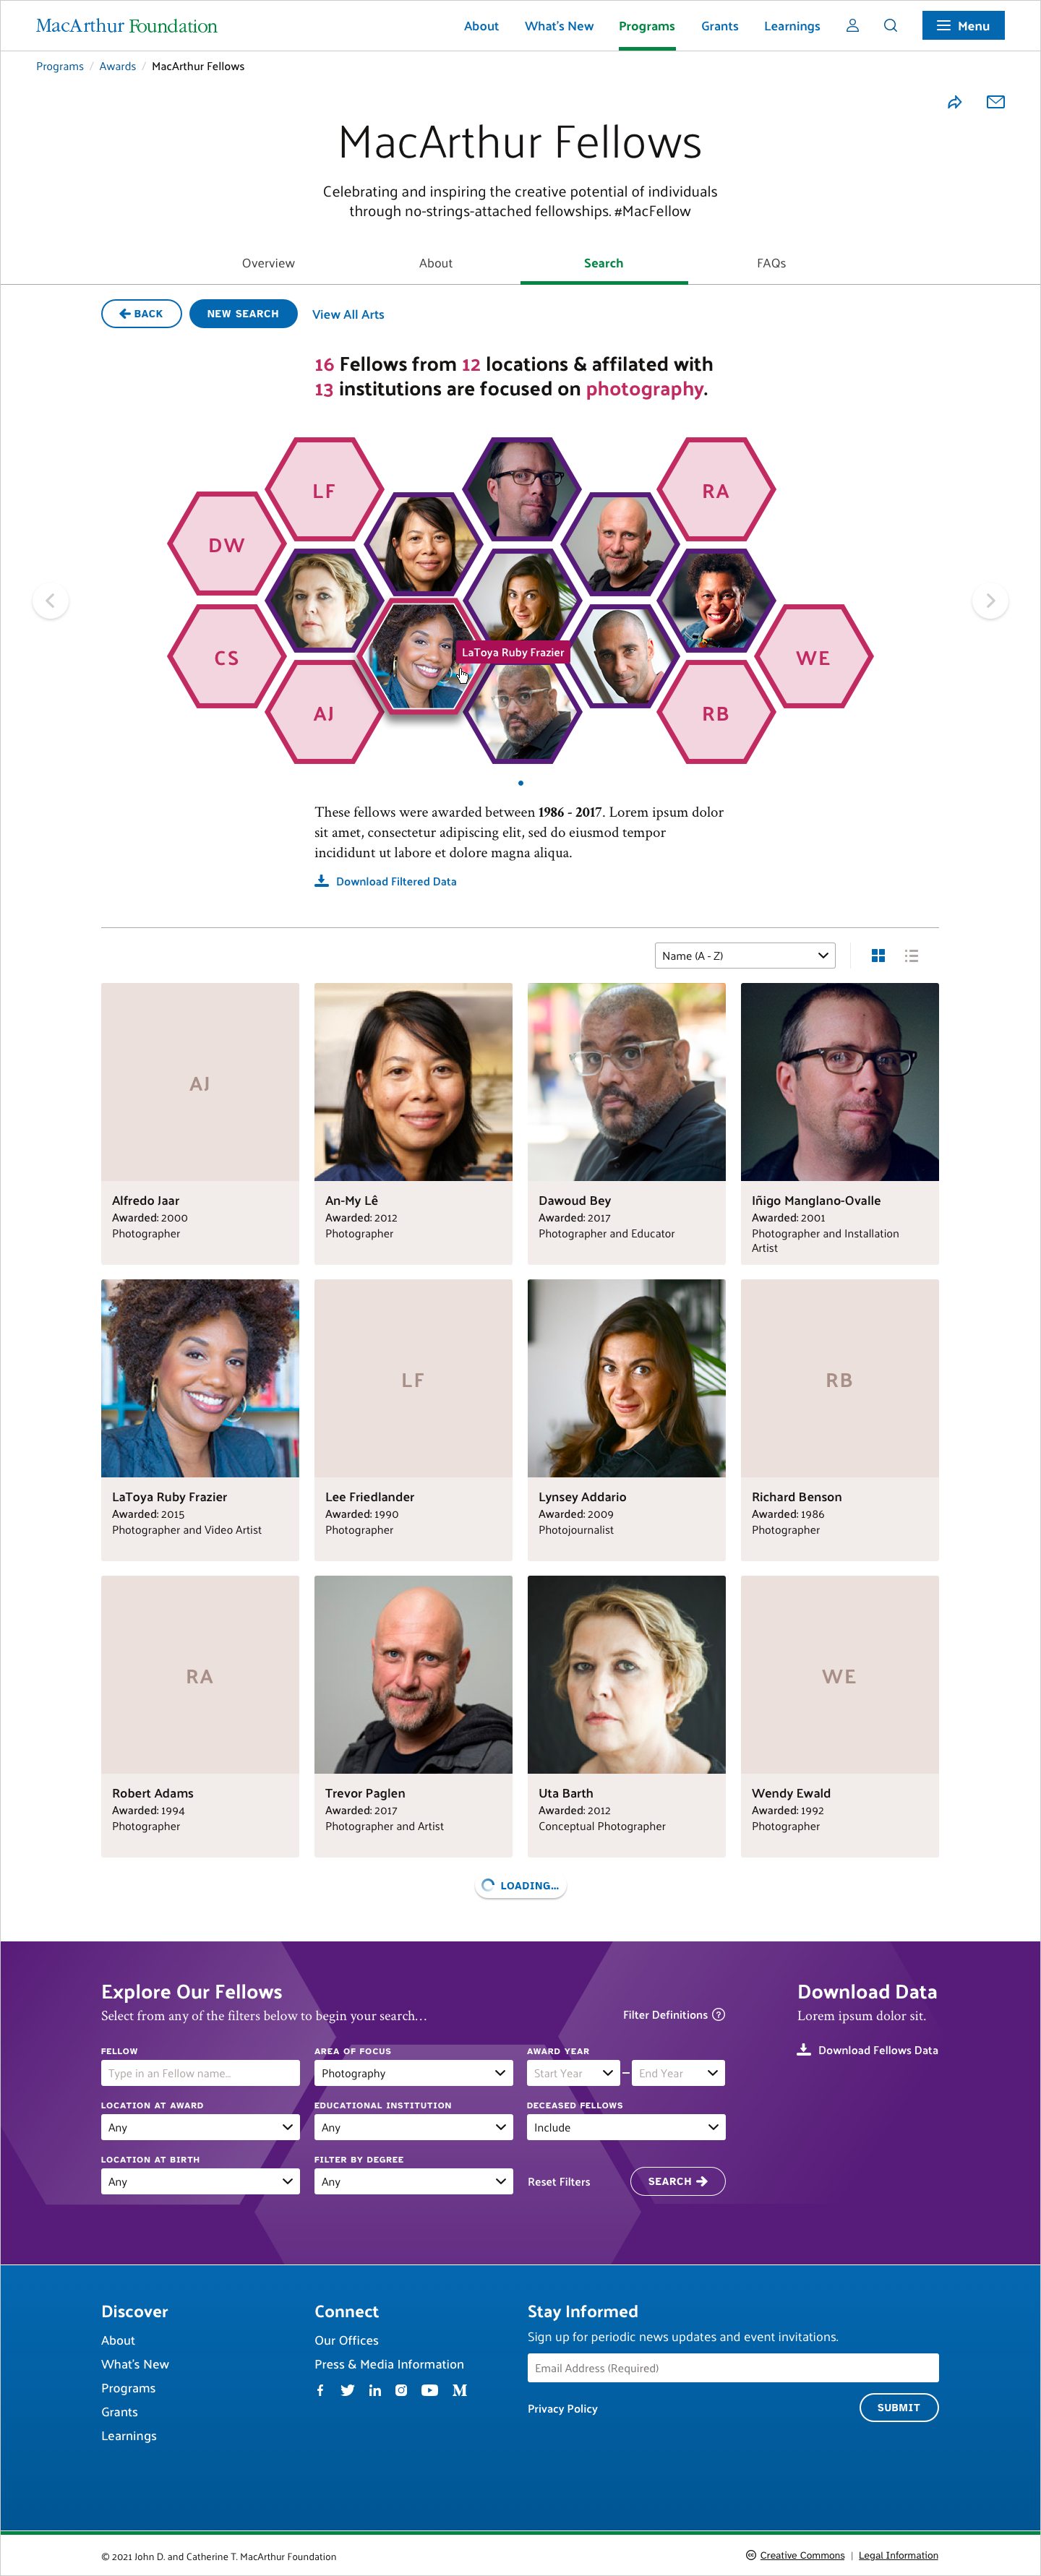 MacArthur Foundation
About What's New Programs Grants Learnings Menu
Programs / Awards / MacArthur Fellows
MacArthur Fellows
Celebrating and inspiring the creative potential of individuals
through no-strings-attached fellowships. #MacFellow
Overview About Search FAQs
BACK NEW SEARCH View All Arts
16 Fellows from 12 locations & affilated with
13 institutions are focused on photography.
LF
RA
DW
CS
LaToya Ruby Frazier
WE
AJ
RB
These fellows were awarded between 1986 - 2017. Lorem ipsum dolor
sit amet, consectetur adipiscing elit, sed do eiusmod tempor
incididunt ut labore et dolore magna aliqua.
Download Filtered Data
Name (A - Z)
AJ
Alfredo Jaar
Awarded: 2000
Photographer
An-My Lê
Awarded: 2012
Photographer
Dawoud Bey
Awarded: 2017
Photographer and Educator
Iñigo Manglano-Ovalle
Awarded: 2001
Photographer and Installation
Artist
LaToya Ruby Frazier
Awarded: 2015
Photographer and Video Artist
LF
Lee Friedlander
Awarded: 1990
Photographer
Lynsey Addario
Awarded: 2009
Photojournalist
RB
Richard Benson
Awarded: 1986
Photographer
RA
Robert Adams
Awarded: 1994
Photographer
Trevor Paglen
Awarded: 2017
Photographer and Artist
Uta Barth
Awarded: 2012
Conceptual Photographer
WE
Wendy Ewald
Awarded: 1992
Photographer
LOADING...
Explore Our Fellows
Select from any of the filters below to begin your search...
Filter Definitions ?
FELLOW
Type in an Fellow name..
AREA OF FOCUS
Photography
AWARD YEAR
Start Year – End Year
LOCATION AT AWARD
Any
EDUCATIONAL INSTITUTION
Any
DECEASED FELLOWS
Include
LOCATION AT BIRTH
Any
FILTER BY DEGREE
Any
Reset Filters SEARCH
Download Data
Lorem ipsum dolor sit.
Download Fellows Data
Discover
About
What's New
Programs
Grants
Learnings
Connect
Our Offices
Press & Media Information
Stay Informed
Sign up for periodic news updates and event invitations.
Email Address (Required)
Privacy Policy SUBMIT
© 2021 John D. and Catherine T. MacArthur Foundation
Creative Commons | Legal Information